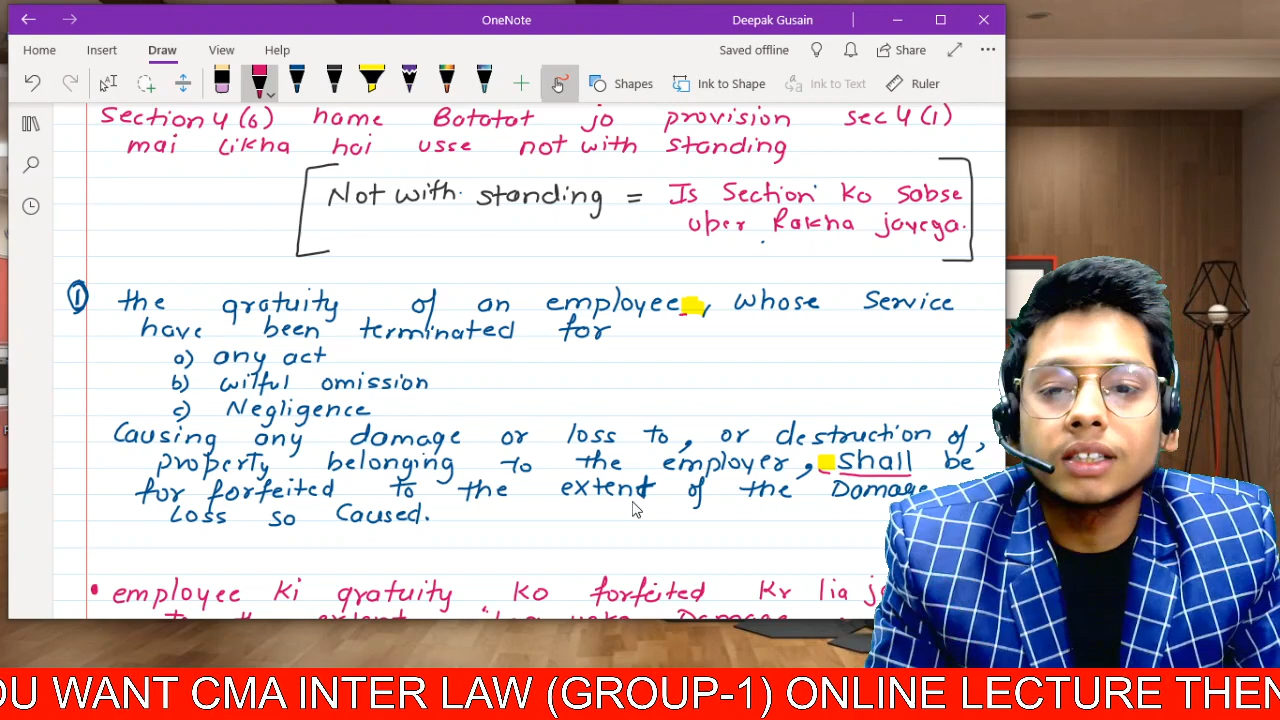 OneNote
Deepak Gusain
Home Insert Draw View Help
Saved offline Share
Shapes Ink to Shape Ink to Text Ruler
Section 4 (6) hame Batatat jo provision sec 4 (1)
mai likha hai usse not with standing
Not with standing = Is Section ko sabse
uper Rakha jayega.
① the gratuity of an employee, whose Service
have been terminated for
a) any act
b) wilful omission
c) Negligence
Causing any damage or loss to, or destruction of,
property belonging to the employer, shall be
for forfeited to the extent of the Damage
Loss so Caused.
• employee ki gratuity ko forfeited Kr lia
extent Damage
OU WANT CMA INTER LAW (GROUP-1) ONLINE LECTURE THEN